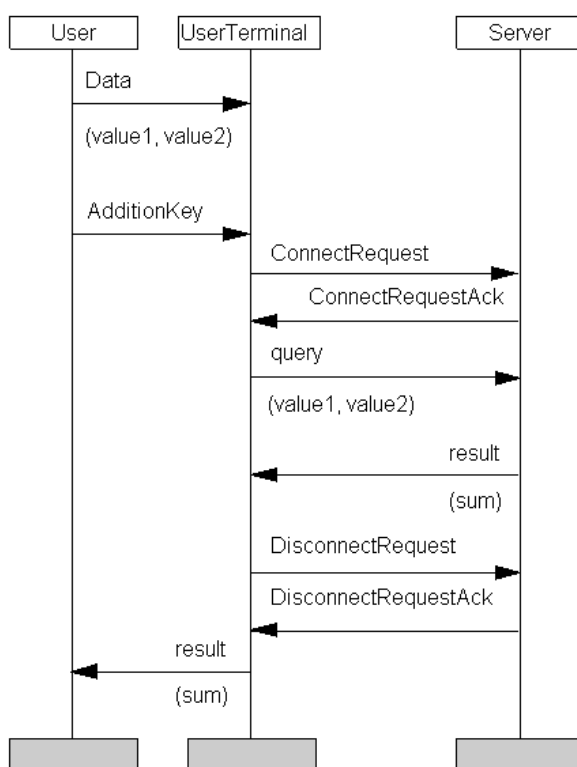 User
UserTerminal
Server
Data
(value1, value2)
AdditionKey
ConnectRequest
ConnectRequestAck
query
(value1, value2)
result
(sum)
DisconnectRequest
DisconnectRequestAck
result
(sum)